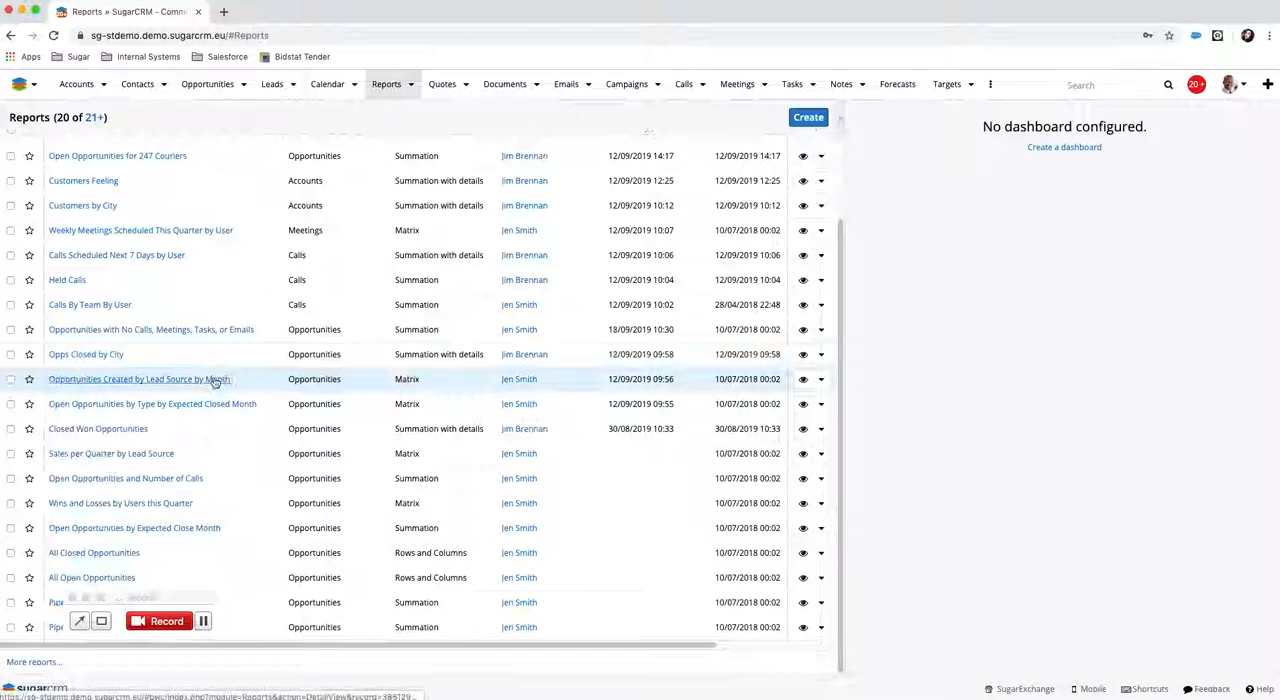 Reports » SugarCRM - Comm
sg-stdemo.demo.sugarcrm.eu/#Reports
Apps Sugar Internal Systems Salesforce Bidstat Tender
Accounts Contacts Opportunities Leads Calendar Reports Quotes Documents Emails Campaigns Calls Meetings Tasks Notes Forecasts Targets Search 20+
Reports (20 of 21+) Create
No dashboard configured.
Create a dashboard
Open Opportunities for 247 Couriers Opportunities Summation Jim Brennan 12/09/2019 14:17 12/09/2019 14:17
Customers Feeling Accounts Summation with details Jim Brennan 12/09/2019 12:25 12/09/2019 12:25
Customers by City Accounts Summation with details Jim Brennan 12/09/2019 10:12 12/09/2019 10:12
Weekly Meetings Scheduled This Quarter by User Meetings Matrix Jen Smith 12/09/2019 10:07 10/07/2018 00:02
Calls Scheduled Next 7 Days by User Calls Summation with details Jim Brennan 12/09/2019 10:06 12/09/2019 10:06
Held Calls Calls Summation Jim Brennan 12/09/2019 10:04 12/09/2019 10:04
Calls By Team By User Calls Summation Jen Smith 12/09/2019 10:02 28/04/2018 22:48
Opportunities with No Calls, Meetings, Tasks, or Emails Opportunities Summation Jen Smith 18/09/2019 10:30 10/07/2018 00:02
Opps Closed by City Opportunities Summation with details Jim Brennan 12/09/2019 09:58 12/09/2019 09:58
Opportunities Created by Lead Source by Month Opportunities Matrix Jen Smith 12/09/2019 09:56 10/07/2018 00:02
Open Opportunities by Type by Expected Closed Month Opportunities Matrix Jen Smith 12/09/2019 09:55 10/07/2018 00:02
Closed Won Opportunities Opportunities Summation with details Jim Brennan 30/08/2019 10:33 30/08/2019 10:33
Sales per Quarter by Lead Source Opportunities Matrix Jen Smith 10/07/2018 00:02
Open Opportunities and Number of Calls Opportunities Summation Jen Smith 10/07/2018 00:02
Wins and Losses by Users this Quarter Opportunities Matrix Jen Smith 10/07/2018 00:02
Open Opportunities by Expected Close Month Opportunities Summation Jen Smith 10/07/2018 00:02
All Closed Opportunities Opportunities Rows and Columns Jen Smith 10/07/2018 00:02
All Open Opportunities Opportunities Rows and Columns Jen Smith 10/07/2018 00:02
Pipe Opportunities Summation Jen Smith 10/07/2018 00:02
Record
Pipe Opportunities Summation Jen Smith 10/07/2018 00:02
More reports...
sugarcrm SugarExchange Mobile Shortcuts Feedback Help